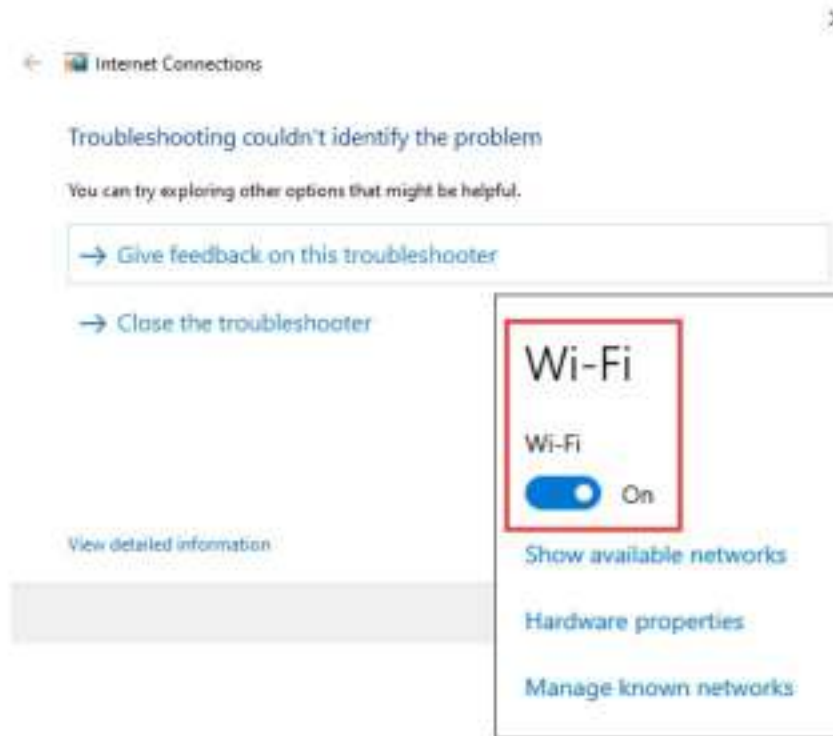 Internet Connections
Troubleshooting couldn't identify the problem
You can try exploring other options that might be helpful.
→ Give feedback on this troubleshooter
→ Close the troubleshooter
View detailed information
Wi-Fi
Wi-Fi
On
Show available networks
Hardware properties
Manage known networks